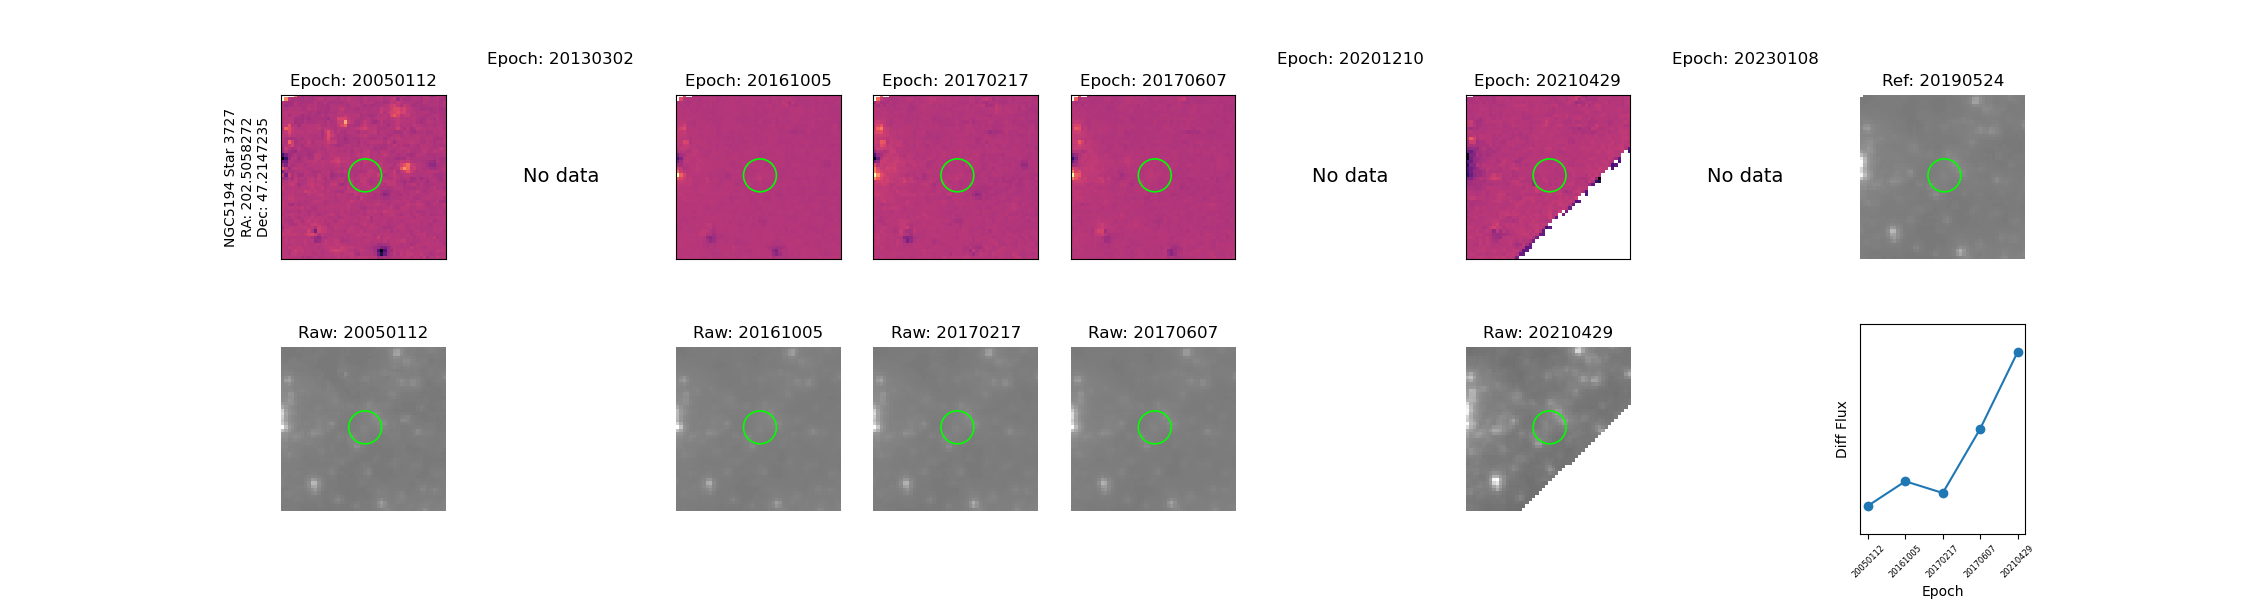 Epoch: 20130302
Epoch: 20201210
Epoch: 20230108
Epoch: 20050112
Epoch: 20161005
Epoch: 20170217
Epoch: 20170607
Epoch: 20210429
Ref: 20190524
NGC5194 Star 3727
RA: 202.5058272
Dec: 47.2147235
No data
No data
No data
Raw: 20050112
Raw: 20161005
Raw: 20170217
Raw: 20170607
Raw: 20210429
Diff Flux
20050112
20161005
20170217
20170607
20210429
Epoch